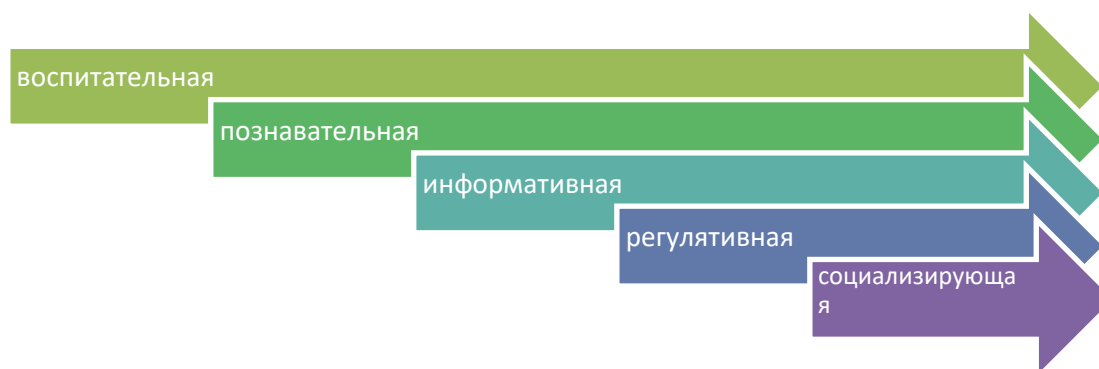 воспитательная
познавательная
информативная
регулятивная
социализирующа
я